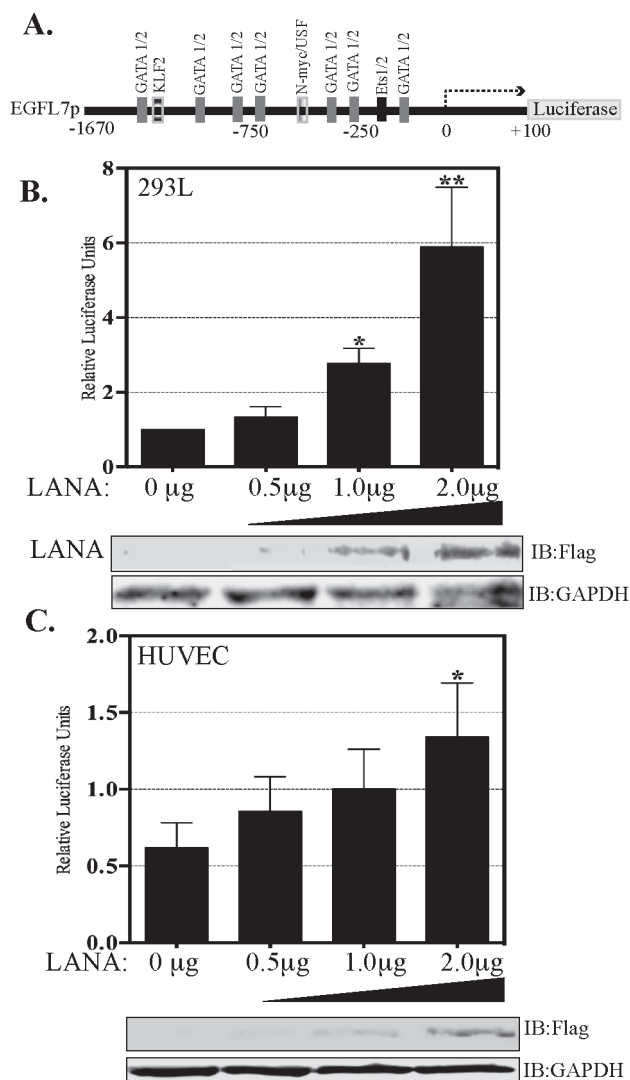 A.
GATA 1/2
KLF2
GATA 1/2
GATA 1/2
GATA 1/2
N-myc/USF
GATA 1/2
GATA 1/2
Ets1/2
GATA 1/2
EGFL7p
Luciferase
-1670
-750
-250
0
+100
B.
293L
Relative Luciferase Units
8
6
4
2
0
*
**
LANA: 0 µg 0.5µg 1.0µg 2.0µg
LANA
IB:Flag
IB:GAPDH
C.
HUVEC
Relative Luciferase Units
2.0
1.5
1.0
0.5
0.0
*
LANA: 0 µg 0.5µg 1.0µg 2.0µg
IB:Flag
IB:GAPDH